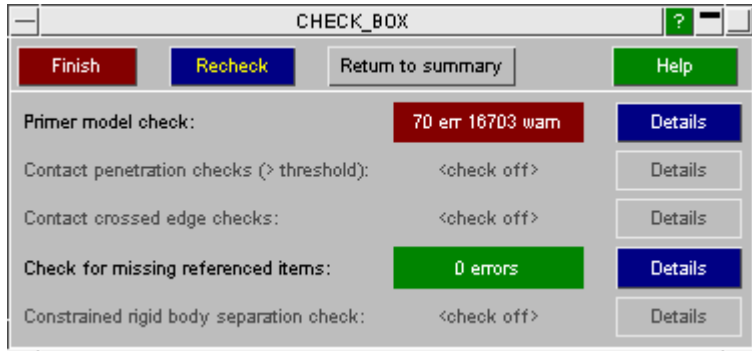 CHECK_BOX ?
Finish Recheck Return to summary Help
Primer model check: 70 err 16703 warn Details
Contact penetration checks (> threshold): <check off> Details
Contact crossed edge checks: <check off> Details
Check for missing referenced items: 0 errors Details
Constrained rigid body separation check: <check off> Details